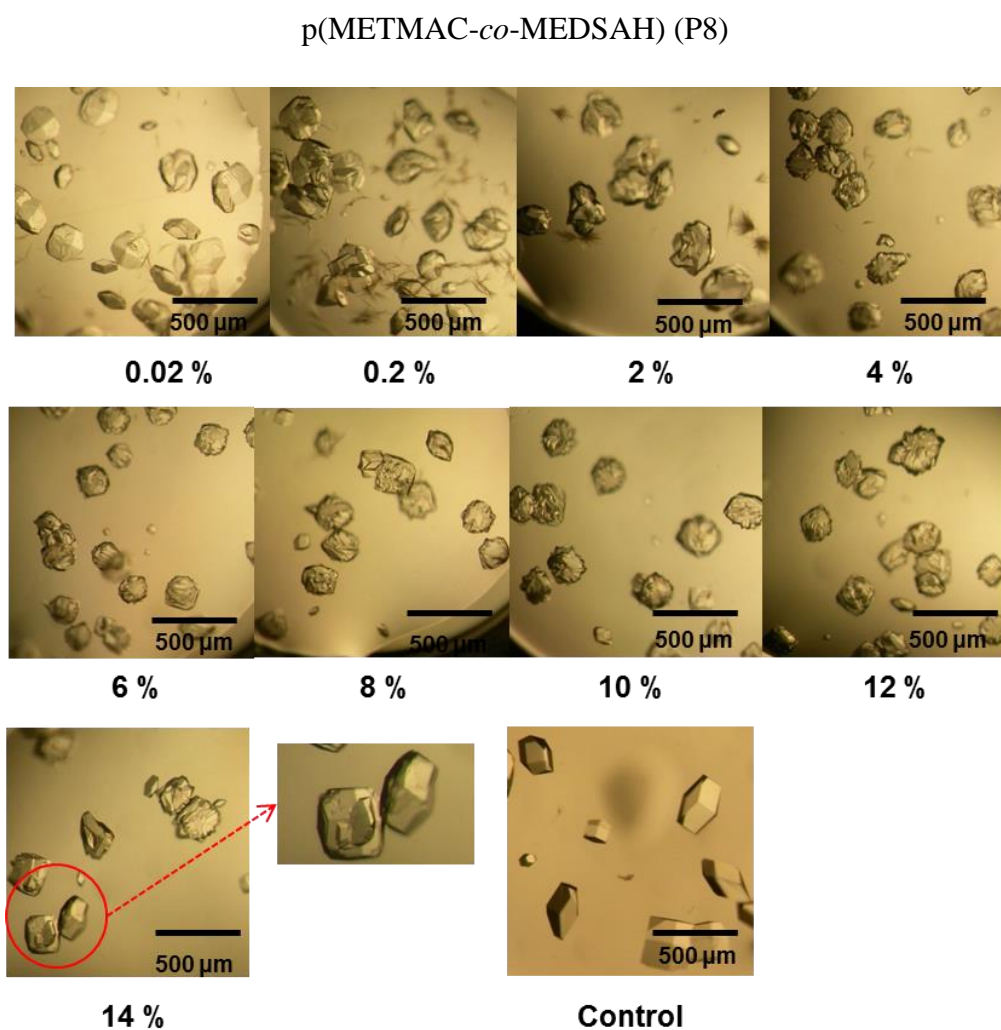 p(METMAC-co-MEDSAH) (P8)
500 µm 500 µm 500 µm 500 µm
0.02 % 0.2 % 2 % 4 %
500 µm 500 µm 500 µm 500 µm
6 % 8 % 10 % 12 %
500 µm 500 µm
14 % Control